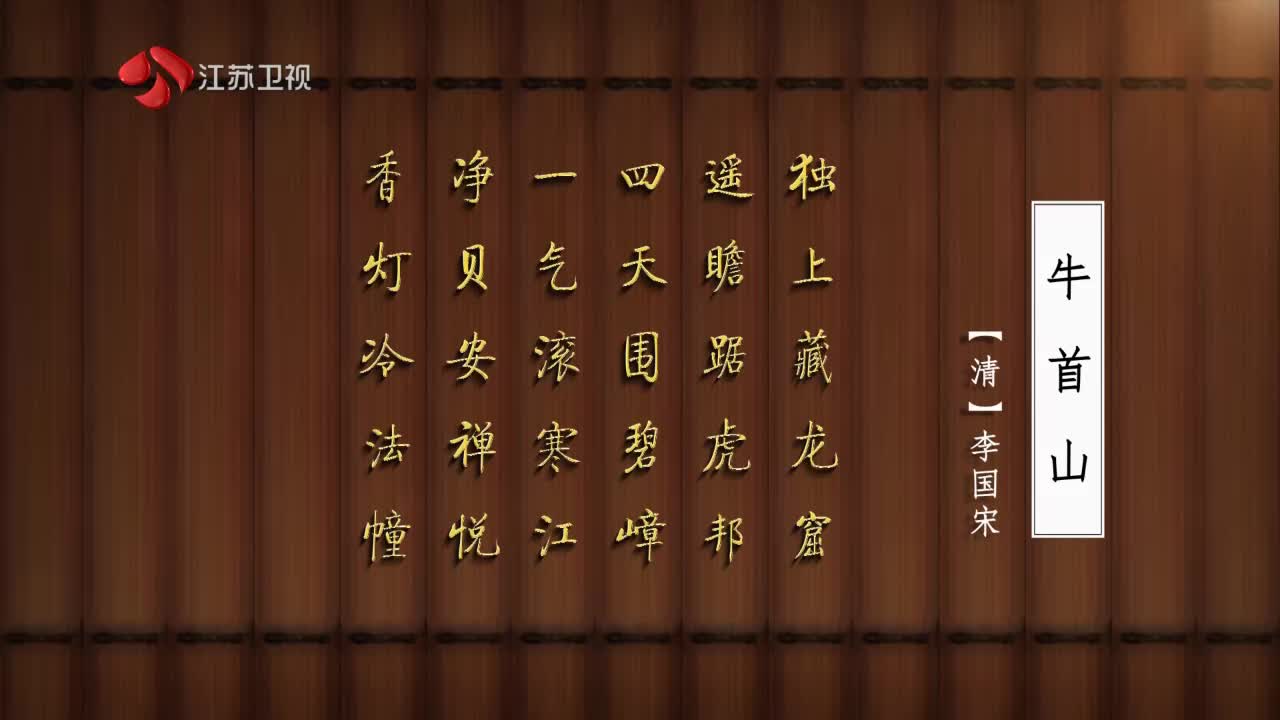 江苏卫视
牛首山
【清】李国宋
独上藏龙窟
遥瞻踞虎邦
四天围碧嶂
一气滚寒江
净贝安禅悦
香灯冷法幢